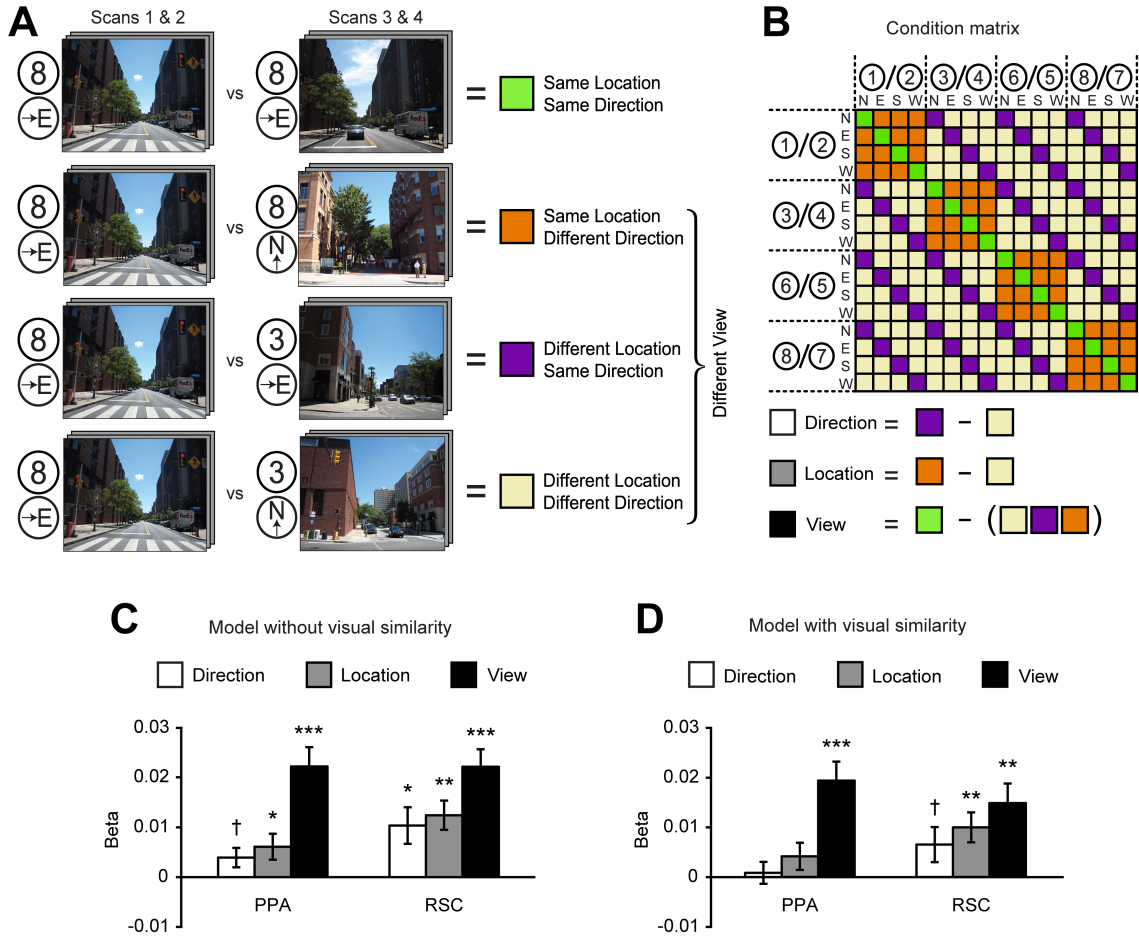 A
Scans 1 & 2
Scans 3 & 4
8
→E
vs
8
→E
=
Same Location
Same Direction
8
→E
vs
8
N
↑
=
Same Location
Different Direction
8
→E
vs
3
→E
=
Different Location
Same Direction
8
→E
vs
3
N
↑
=
Different Location
Different Direction
Different View
FedEx
B
Condition matrix
①/② ③/④ ⑥/⑤ ⑧/⑦
N E S W N E S W N E S W N E S W
①/②
N
E
S
W
③/④
N
E
S
W
⑥/⑤
N
E
S
W
⑧/⑦
N
E
S
W
Direction = −
Location = −
View = − ( )
C
Model without visual similarity
Direction Location View
Beta
0.03
0.02
0.01
0
-0.01
† * *** * ** ***
PPA RSC
D
Model with visual similarity
Direction Location View
Beta
0.03
0.02
0.01
0
-0.01
*** † ** **
PPA RSC